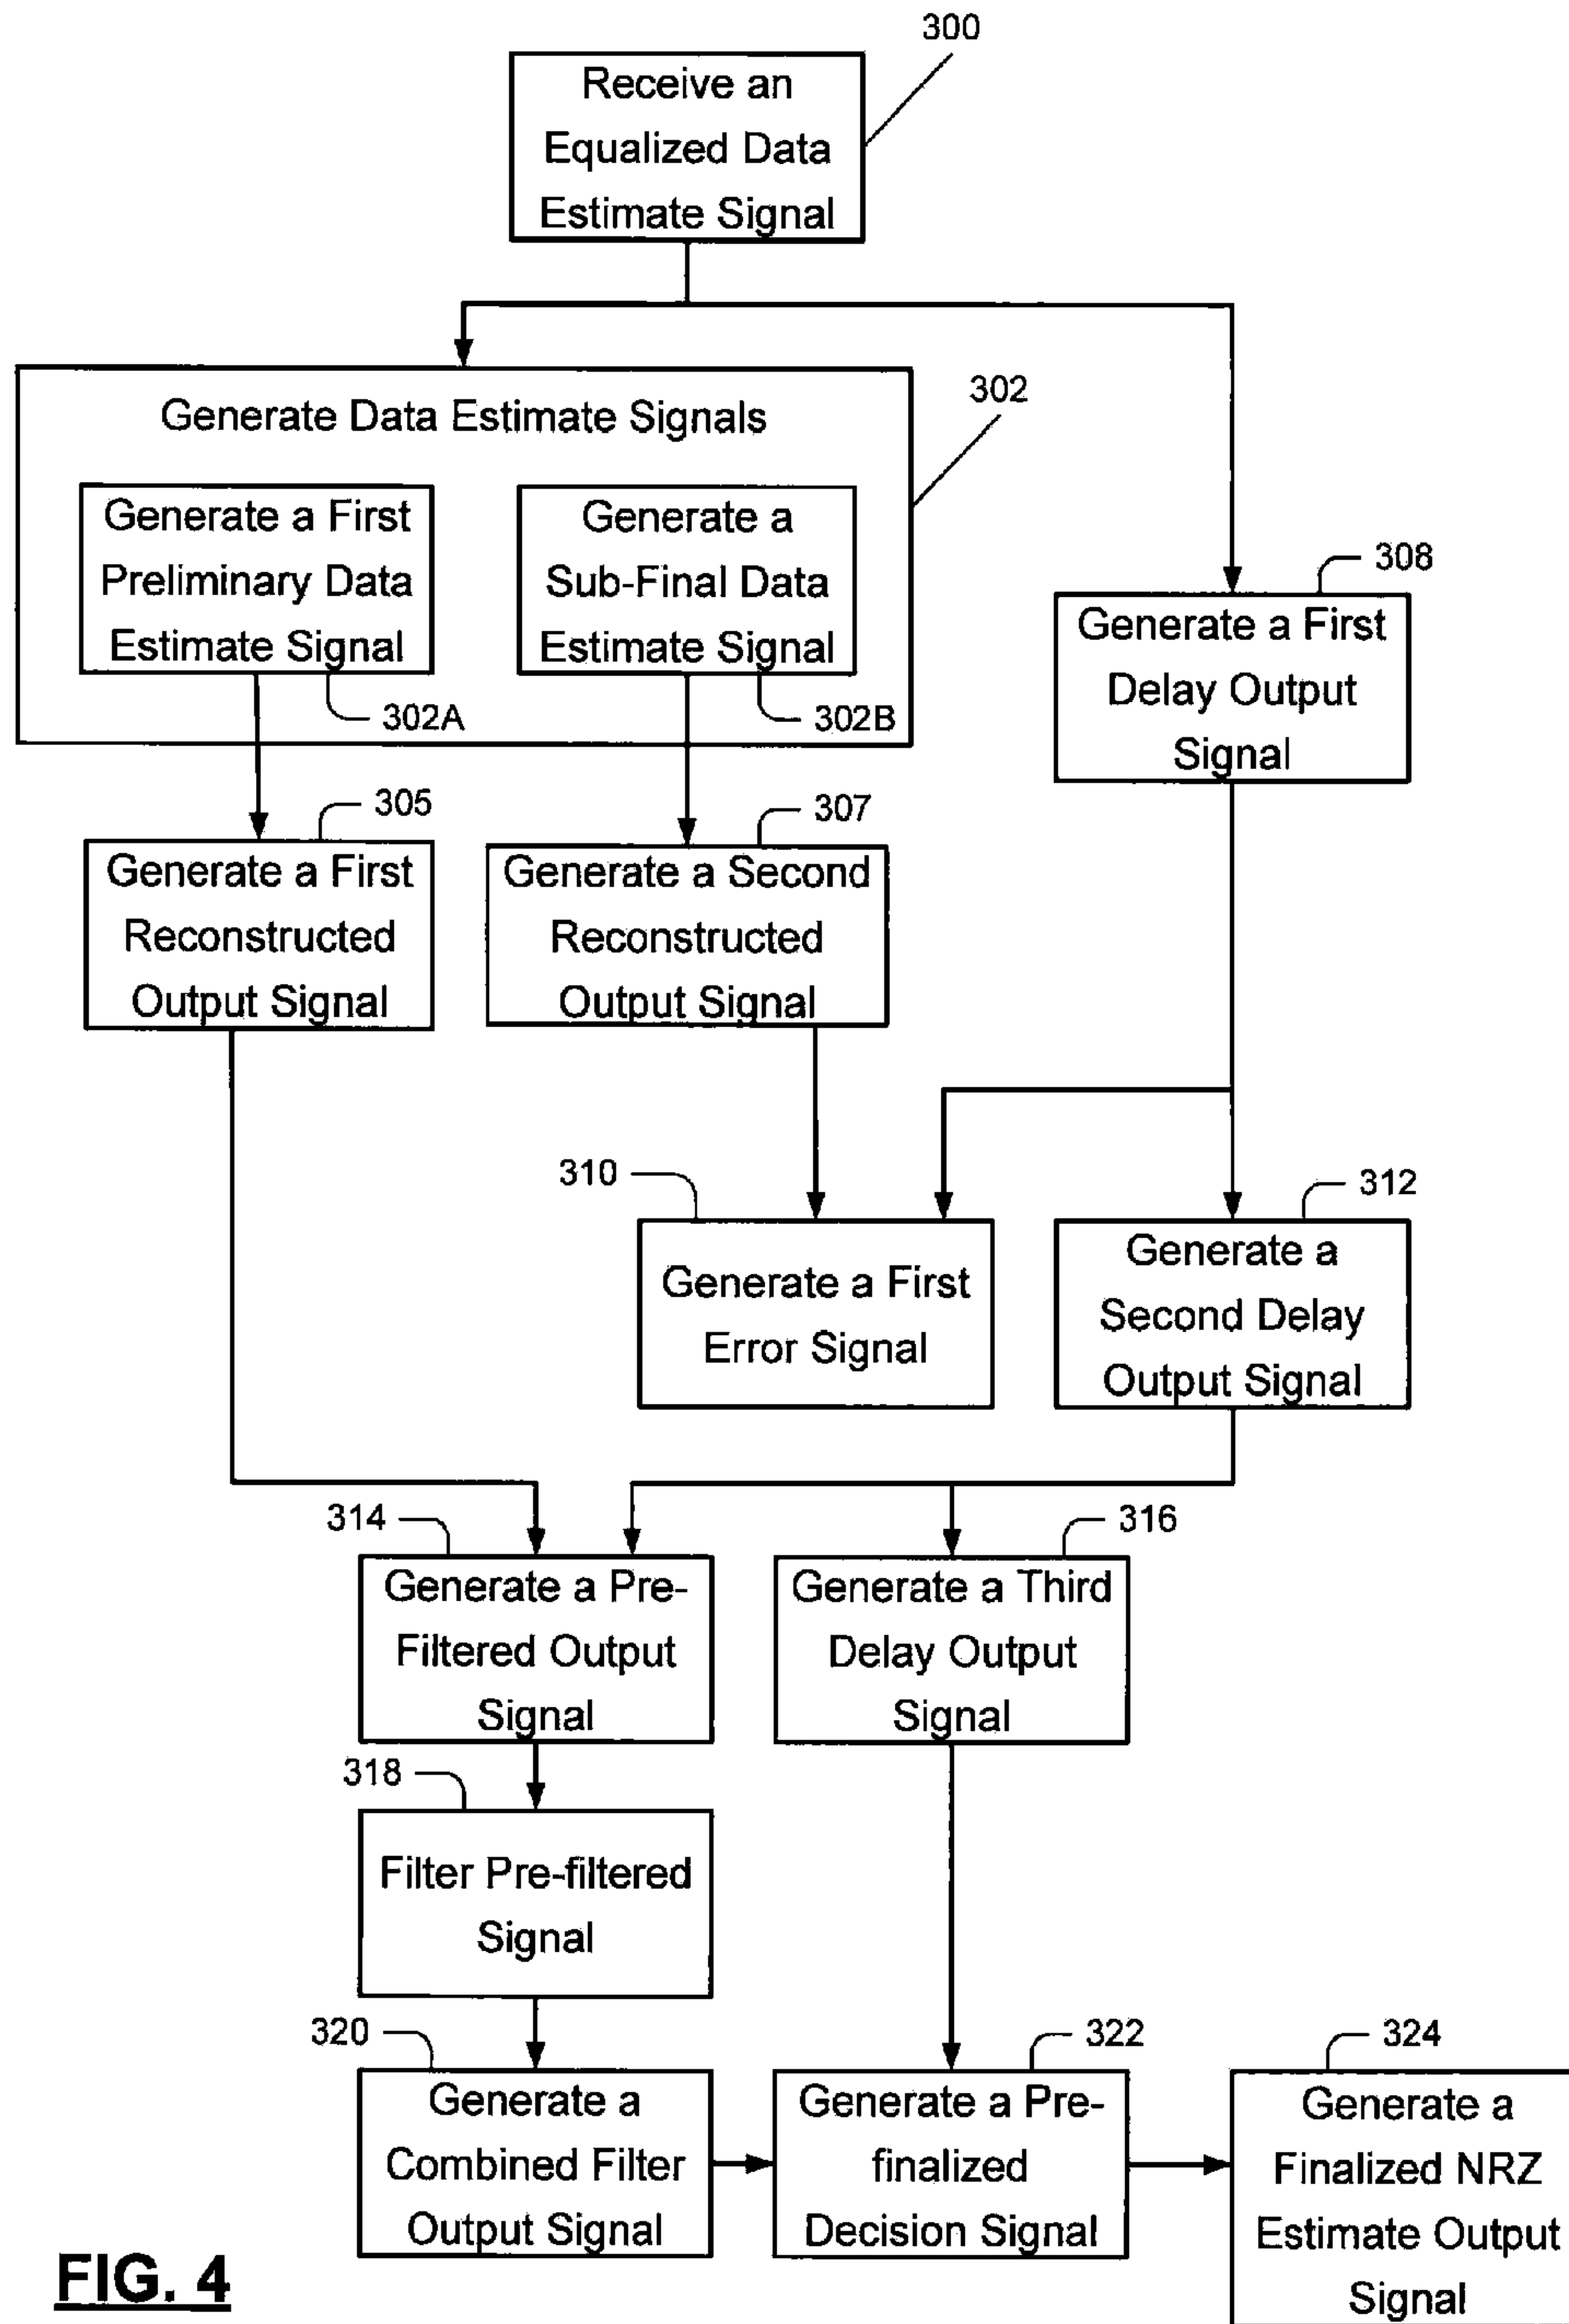 300
Receive an
Equalized Data
Estimate Signal
302
Generate Data Estimate Signals
Generate a First
Preliminary Data
Estimate Signal
302A
Generate a
Sub-Final Data
Estimate Signal
302B
308
Generate a First
Delay Output
Signal
305
Generate a First
Reconstructed
Output Signal
307
Generate a Second
Reconstructed
Output Signal
310
Generate a First
Error Signal
312
Generate a
Second Delay
Output Signal
314
Generate a Pre-
Filtered Output
Signal
316
Generate a Third
Delay Output
Signal
318
Filter Pre-filtered
Signal
320
Generate a
Combined Filter
Output Signal
322
Generate a Pre-
finalized
Decision Signal
324
Generate a
Finalized NRZ
Estimate Output
Signal
FIG. 4